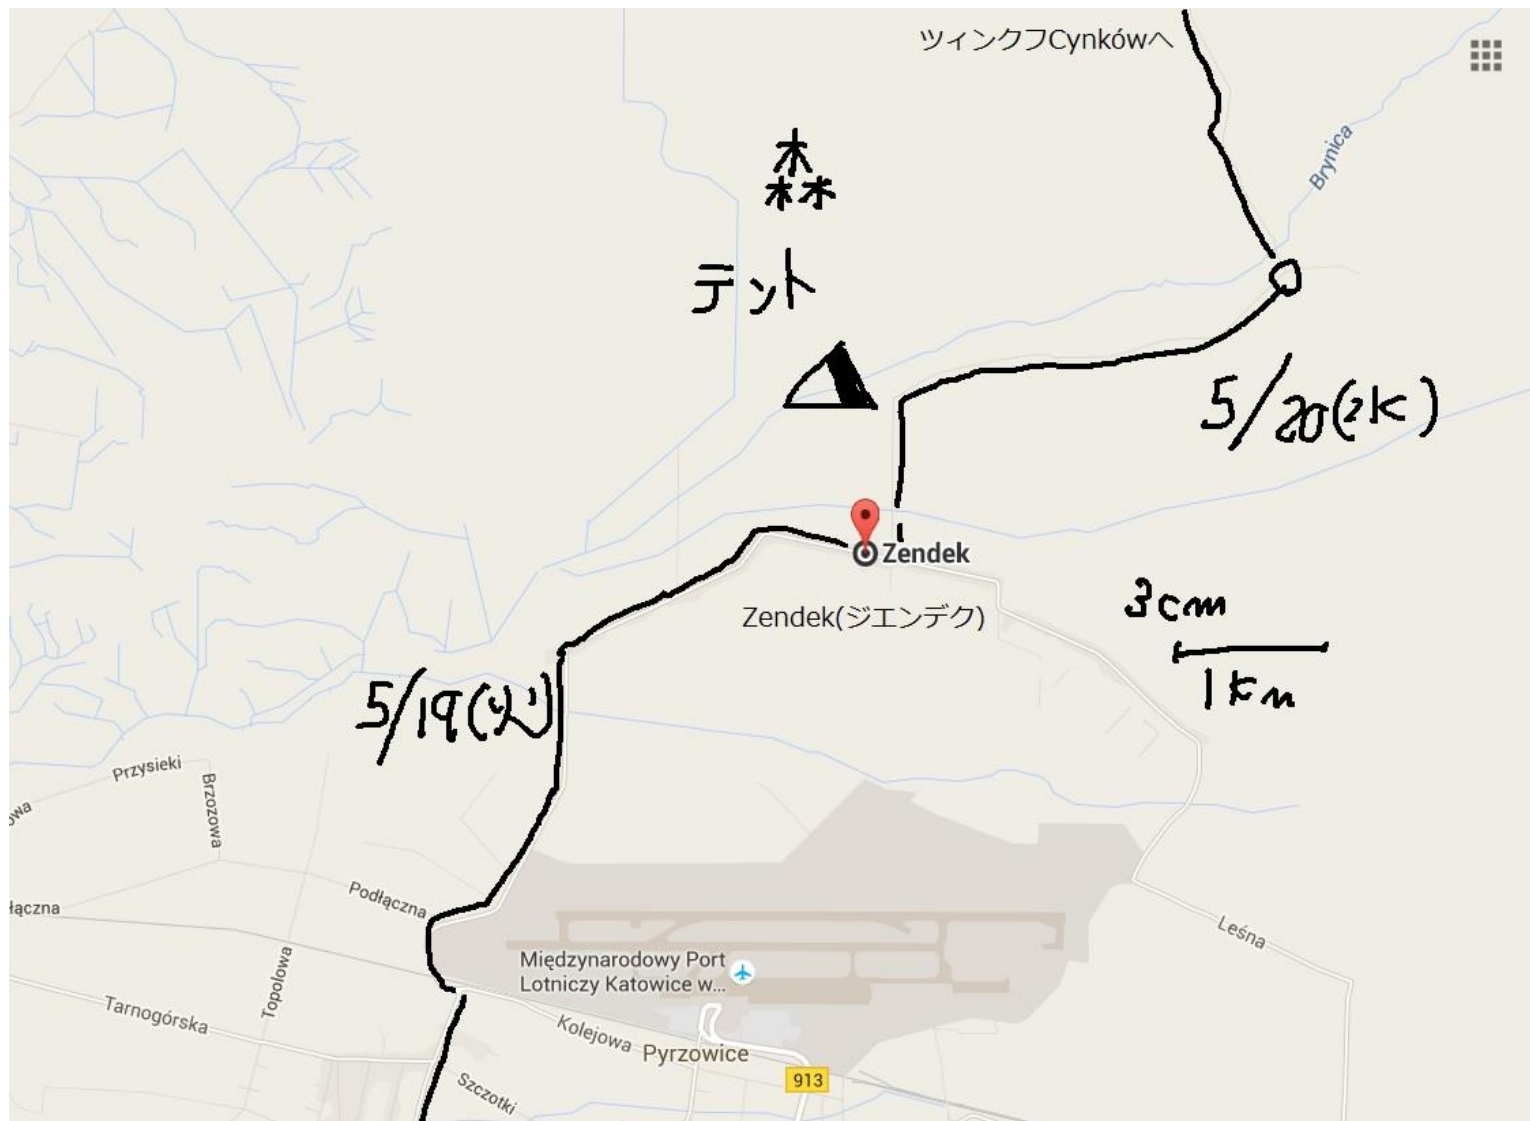 ツィンクフCynkówへ
Brynica
森
テント
5/20(水)
Zendek
Zendek(ジエンデク)
3cm
1km
5/19(火)
Przysieki
Brzozowa
Podłączna
Leśna
Międzynarodowy Port
Lotniczy Katowice w...
Topolowa
Tarnogórska
Kolejowa
Pyrzowice
913
Szczotki